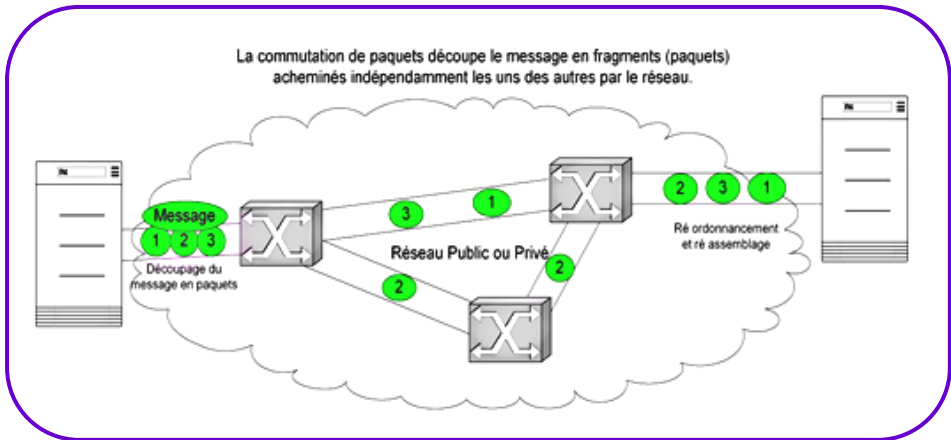 La commutation de paquets découpe le message en fragments (paquets)
acheminés indépendamment les uns des autres par le réseau.
Message
1 2 3
Découpage du
message en paquets
3
1
Réseau Public ou Privé
2
2
2 3 1
Ré ordonnancement
et ré assemblage